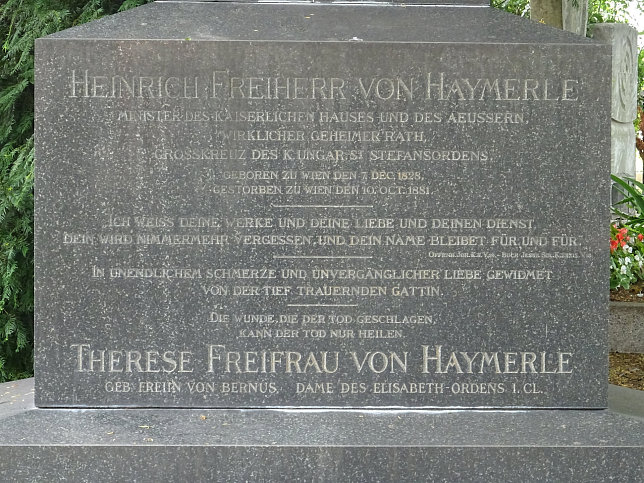 HEINRICH FREIHERR VON HAYMERLE
MINISTER DES KAISERLICHEN HAUSES UND DES AEUSSERN,
WIRKLICHER GEHEIMER RATH,
GROSSKREUZ DES K. UNGAR. ST STEFANSORDENS.
GEBOREN ZU WIEN DEN 7. DEC. 1828,
GESTORBEN ZU WIEN DEN 10. OCT. 1881.
ICH WEISS DEINE WERKE UND DEINE LIEBE UND DEINEN DIENST
DEIN WIRD NIMMERMEHR VERGESSEN, UND DEIN NAME BLEIBET FÜR UND FÜR.
OFFENB. JOH. K. II.
IN UNENDLICHEM SCHMERZE UND UNVERGÄNGLICHER LIEBE GEWIDMET
VON DER TIEF TRAUERNDEN GATTIN.
DIE WUNDE, DIE DER TOD GESCHLAGEN,
KANN DER TOD NUR HEILEN.
THERESE FREIFRAU VON HAYMERLE
GEB. FREIIN VON BERNUS, DAME DES ELISABETH-ORDENS I. CL.